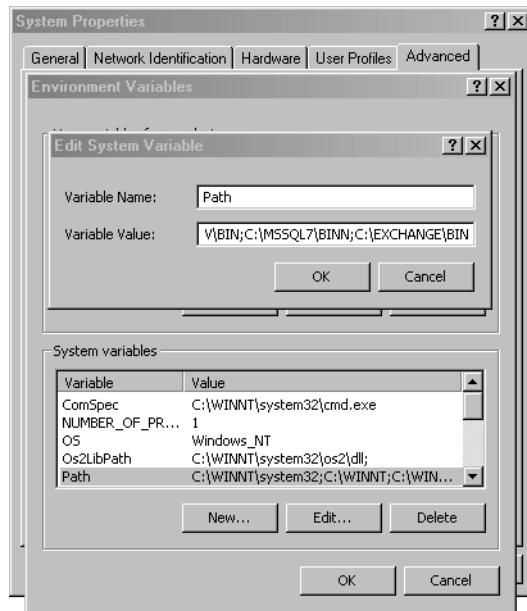 System Properties
General Network Identification Hardware User Profiles Advanced
Environment Variables
Edit System Variable
Variable Name: Path
Variable Value: V\BIN;C:\MSSQL7\BINN;C:\EXCHANGE\BIN
OK Cancel
System variables
Variable Value
ComSpec C:\WINNT\system32\cmd.exe
NUMBER_OF_PR... 1
OS Windows_NT
Os2LibPath C:\WINNT\system32\os2\dll;
Path C:\WINNT\system32;C:\WINNT;C:\WIN...
New... Edit... Delete
OK Cancel